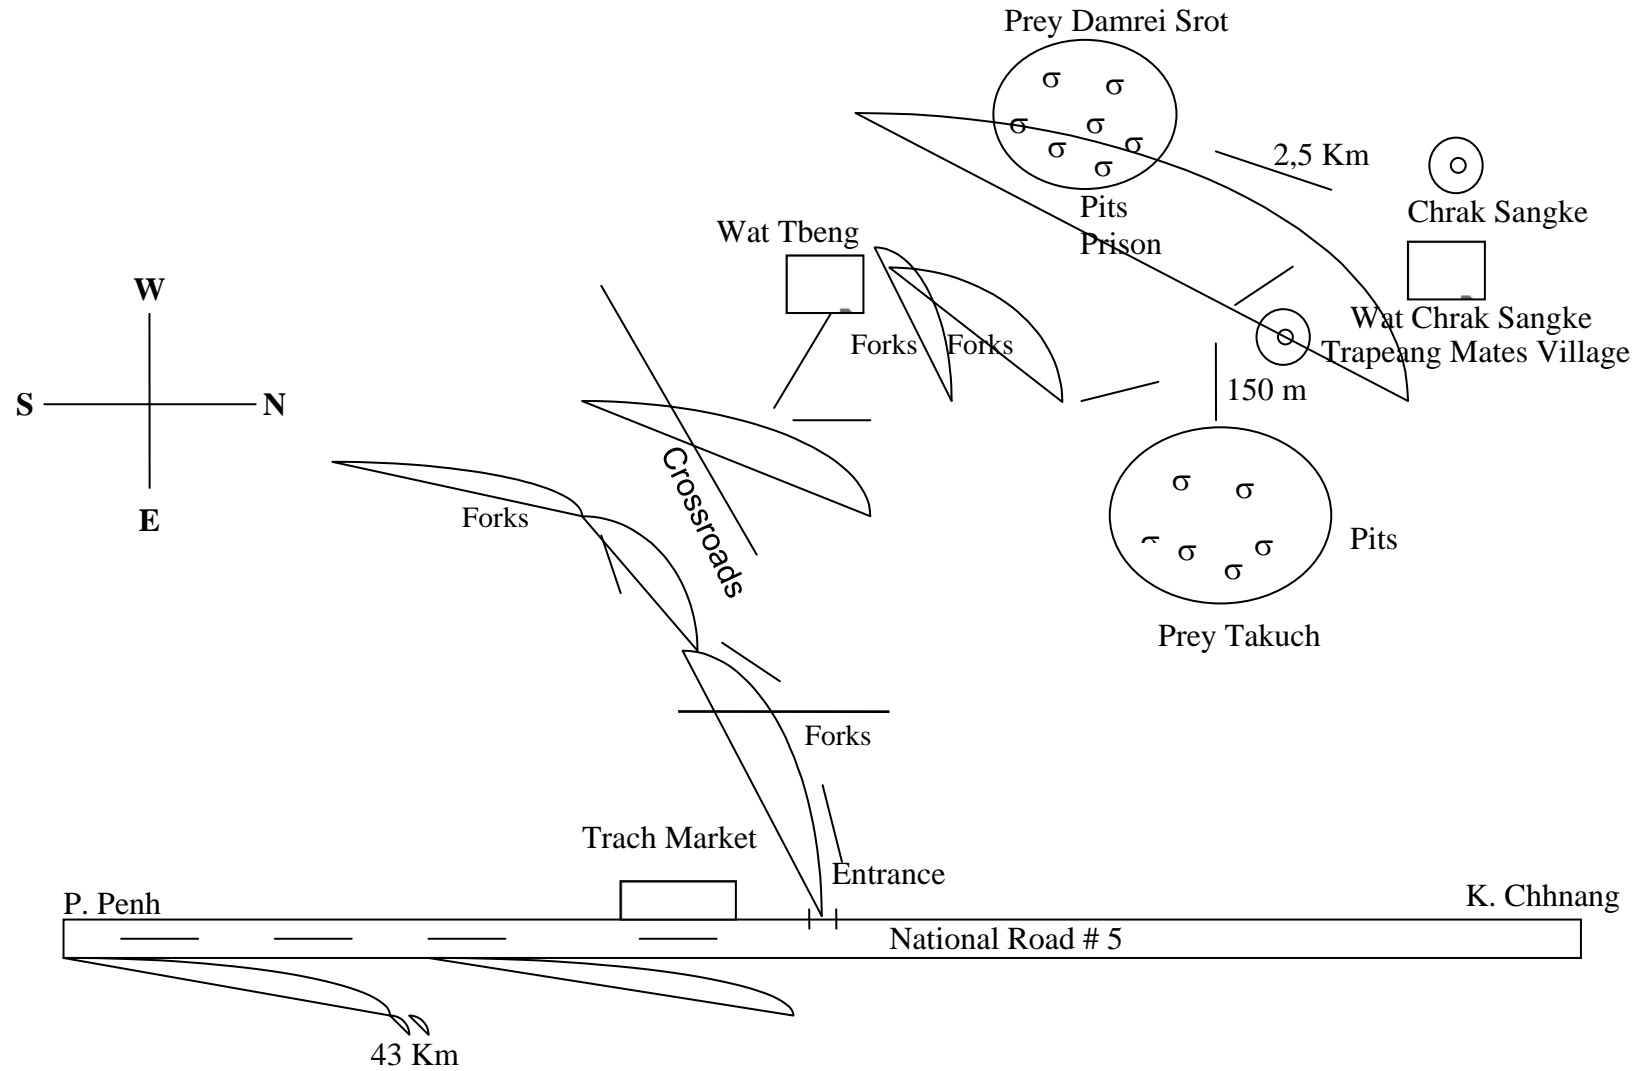 Prey Damrei Srot
σ σ
σ σ σ
σ σ
2,5 Km
Chrak Sangke
Pits
Prison
Wat Tbeng
W
Wat Chrak Sangke
Forks Forks
Trapeang Mates Village
150 m
S N
Crossroads
σ σ
Forks
E
σ σ σ
σ
Pits
Prey Takuch
Forks
Trach Market
Entrance
P. Penh
K. Chhnang
National Road # 5
43 Km